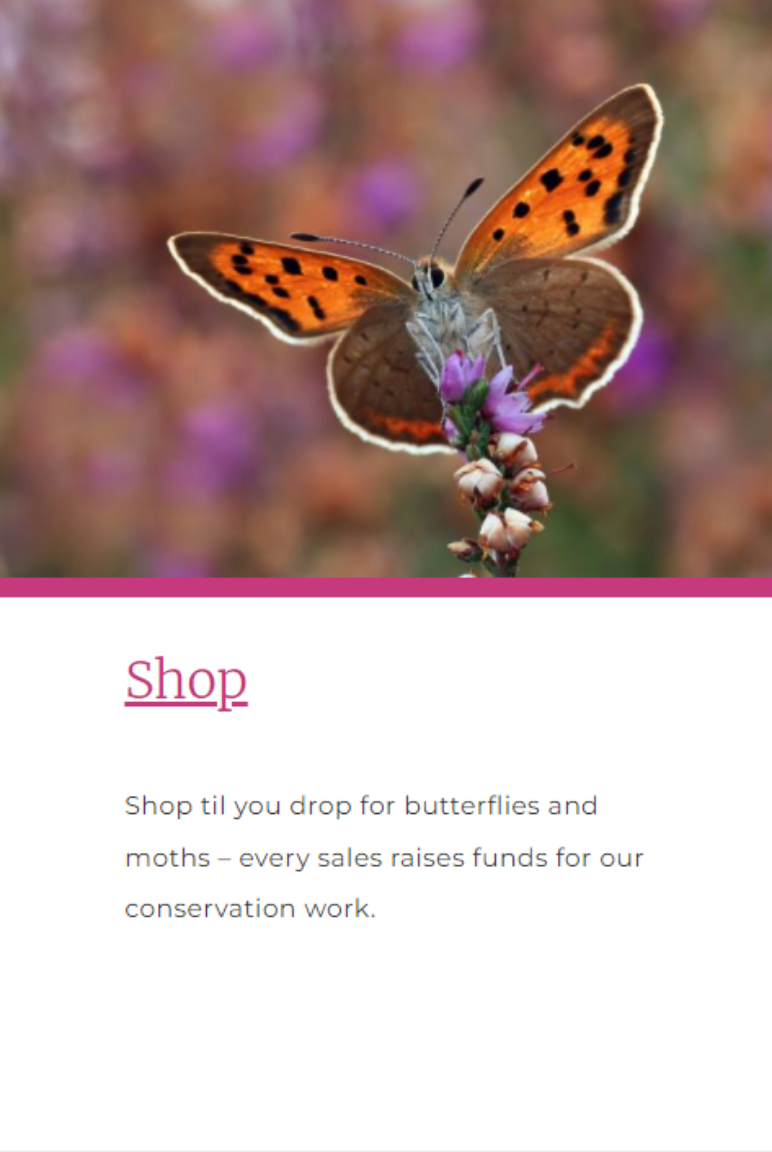 Shop
Shop til you drop for butterflies and
moths – every sales raises funds for our
conservation work.